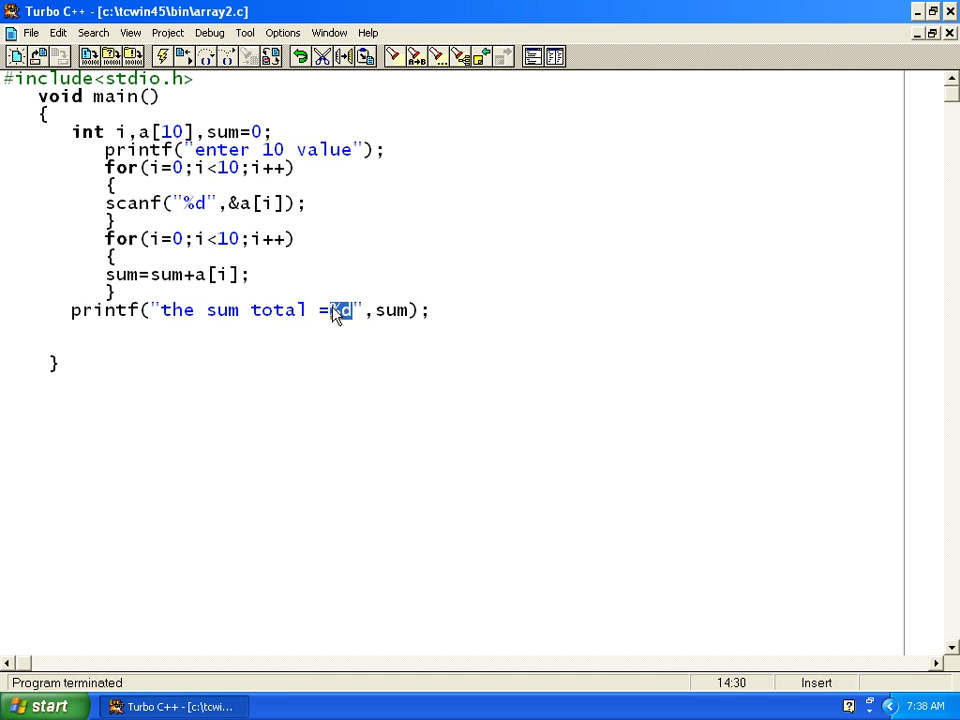 Turbo C++ - [c:\tcwin45\bin\array2.c]
File Edit Search View Project Debug Tool Options Window Help
#include<stdio.h>
void main()
{
int i,a[10],sum=0;
printf("enter 10 value");
for(i=0;i<10;i++)
{
scanf("%d",&a[i]);
}
for(i=0;i<10;i++)
{
sum=sum+a[i];
}
printf("the sum total =%d",sum);
}
Program terminated 14:30 Insert
start Turbo C++ - [c:\tcwi... 7:38 AM